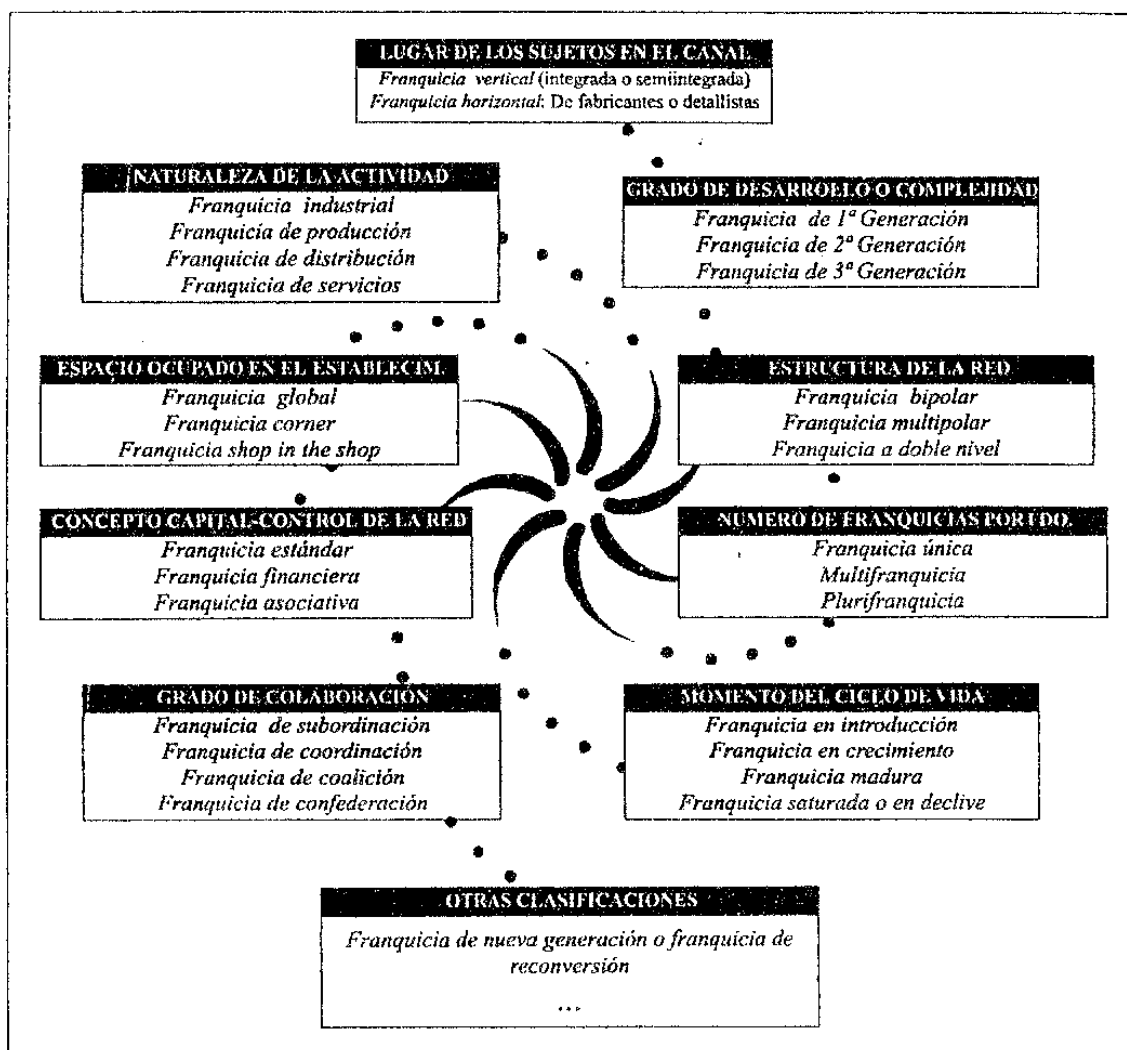 LUGAR DE LOS SUJETOS EN EL CANAL
Franquicia vertical (integrada o semiintegrada)
Franquicia horizontal: De fabricantes o detallistas
NATURALEZA DE LA ACTIVIDAD
Franquicia industrial
Franquicia de producción
Franquicia de distribución
Franquicia de servicios
GRADO DE DESARROLLO O COMPLEJIDAD
Franquicia de 1ª Generación
Franquicia de 2ª Generación
Franquicia de 3ª Generación
ESPACIO OCUPADO EN EL ESTABLECIM.
Franquicia global
Franquicia corner
Franquicia shop in the shop
ESTRUCTURA DE LA RED
Franquicia bipolar
Franquicia multipolar
Franquicia a doble nivel
CONCEPTO CAPITAL-CONTROL DE LA RED
Franquicia estándar
Franquicia financiera
Franquicia asociativa
NUMERO DE FRANQUICIAS POR FDO.
Franquicia única
Multifranquicia
Plurifranquicia
GRADO DE COLABORACIÓN
Franquicia de subordinación
Franquicia de coordinación
Franquicia de coalición
Franquicia de confederación
MOMENTO DEL CICLO DE VIDA
Franquicia en introducción
Franquicia en crecimiento
Franquicia madura
Franquicia saturada o en declive
OTRAS CLASIFICACIONES
Franquicia de nueva generación o franquicia de
reconversión
...